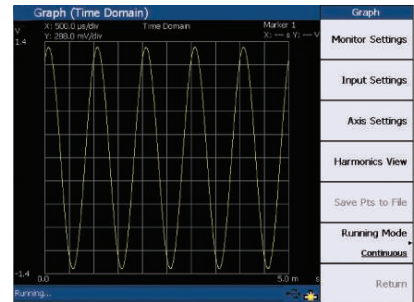 Graph (Time Domain)
Graph
X: 500.0 µs/div
Time Domain
Marker 1
V
Y: 288.0 mV/div
X: --- s Y: --- V
1.4
Monitor Settings
Input Settings
Axis Settings
Harmonics View
Save Pts to File
Running Mode
Continuous
-1.4
0.0
5.0 m
s
Running...
Return